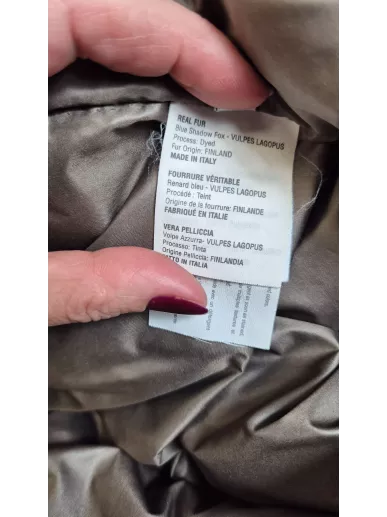 REAL FUR
Blue Shadow Fox - VULPES LAGOPUS
Process: Dyed
Fur Origin: FINLAND
MADE IN ITALY
FOURRURE VÉRITABLE
Renard bleu - VULPES LAGOPUS
Procédé : Teint
Origine de la fourrure: FINLANDE
FABRIQUÉ EN ITALIE
VERA PELLICCIA
Volpe Azzurra- VULPES LAGOPUS
Processo: Tinta
Origine Pelliccia: FINLANDIA
IN ITALIA